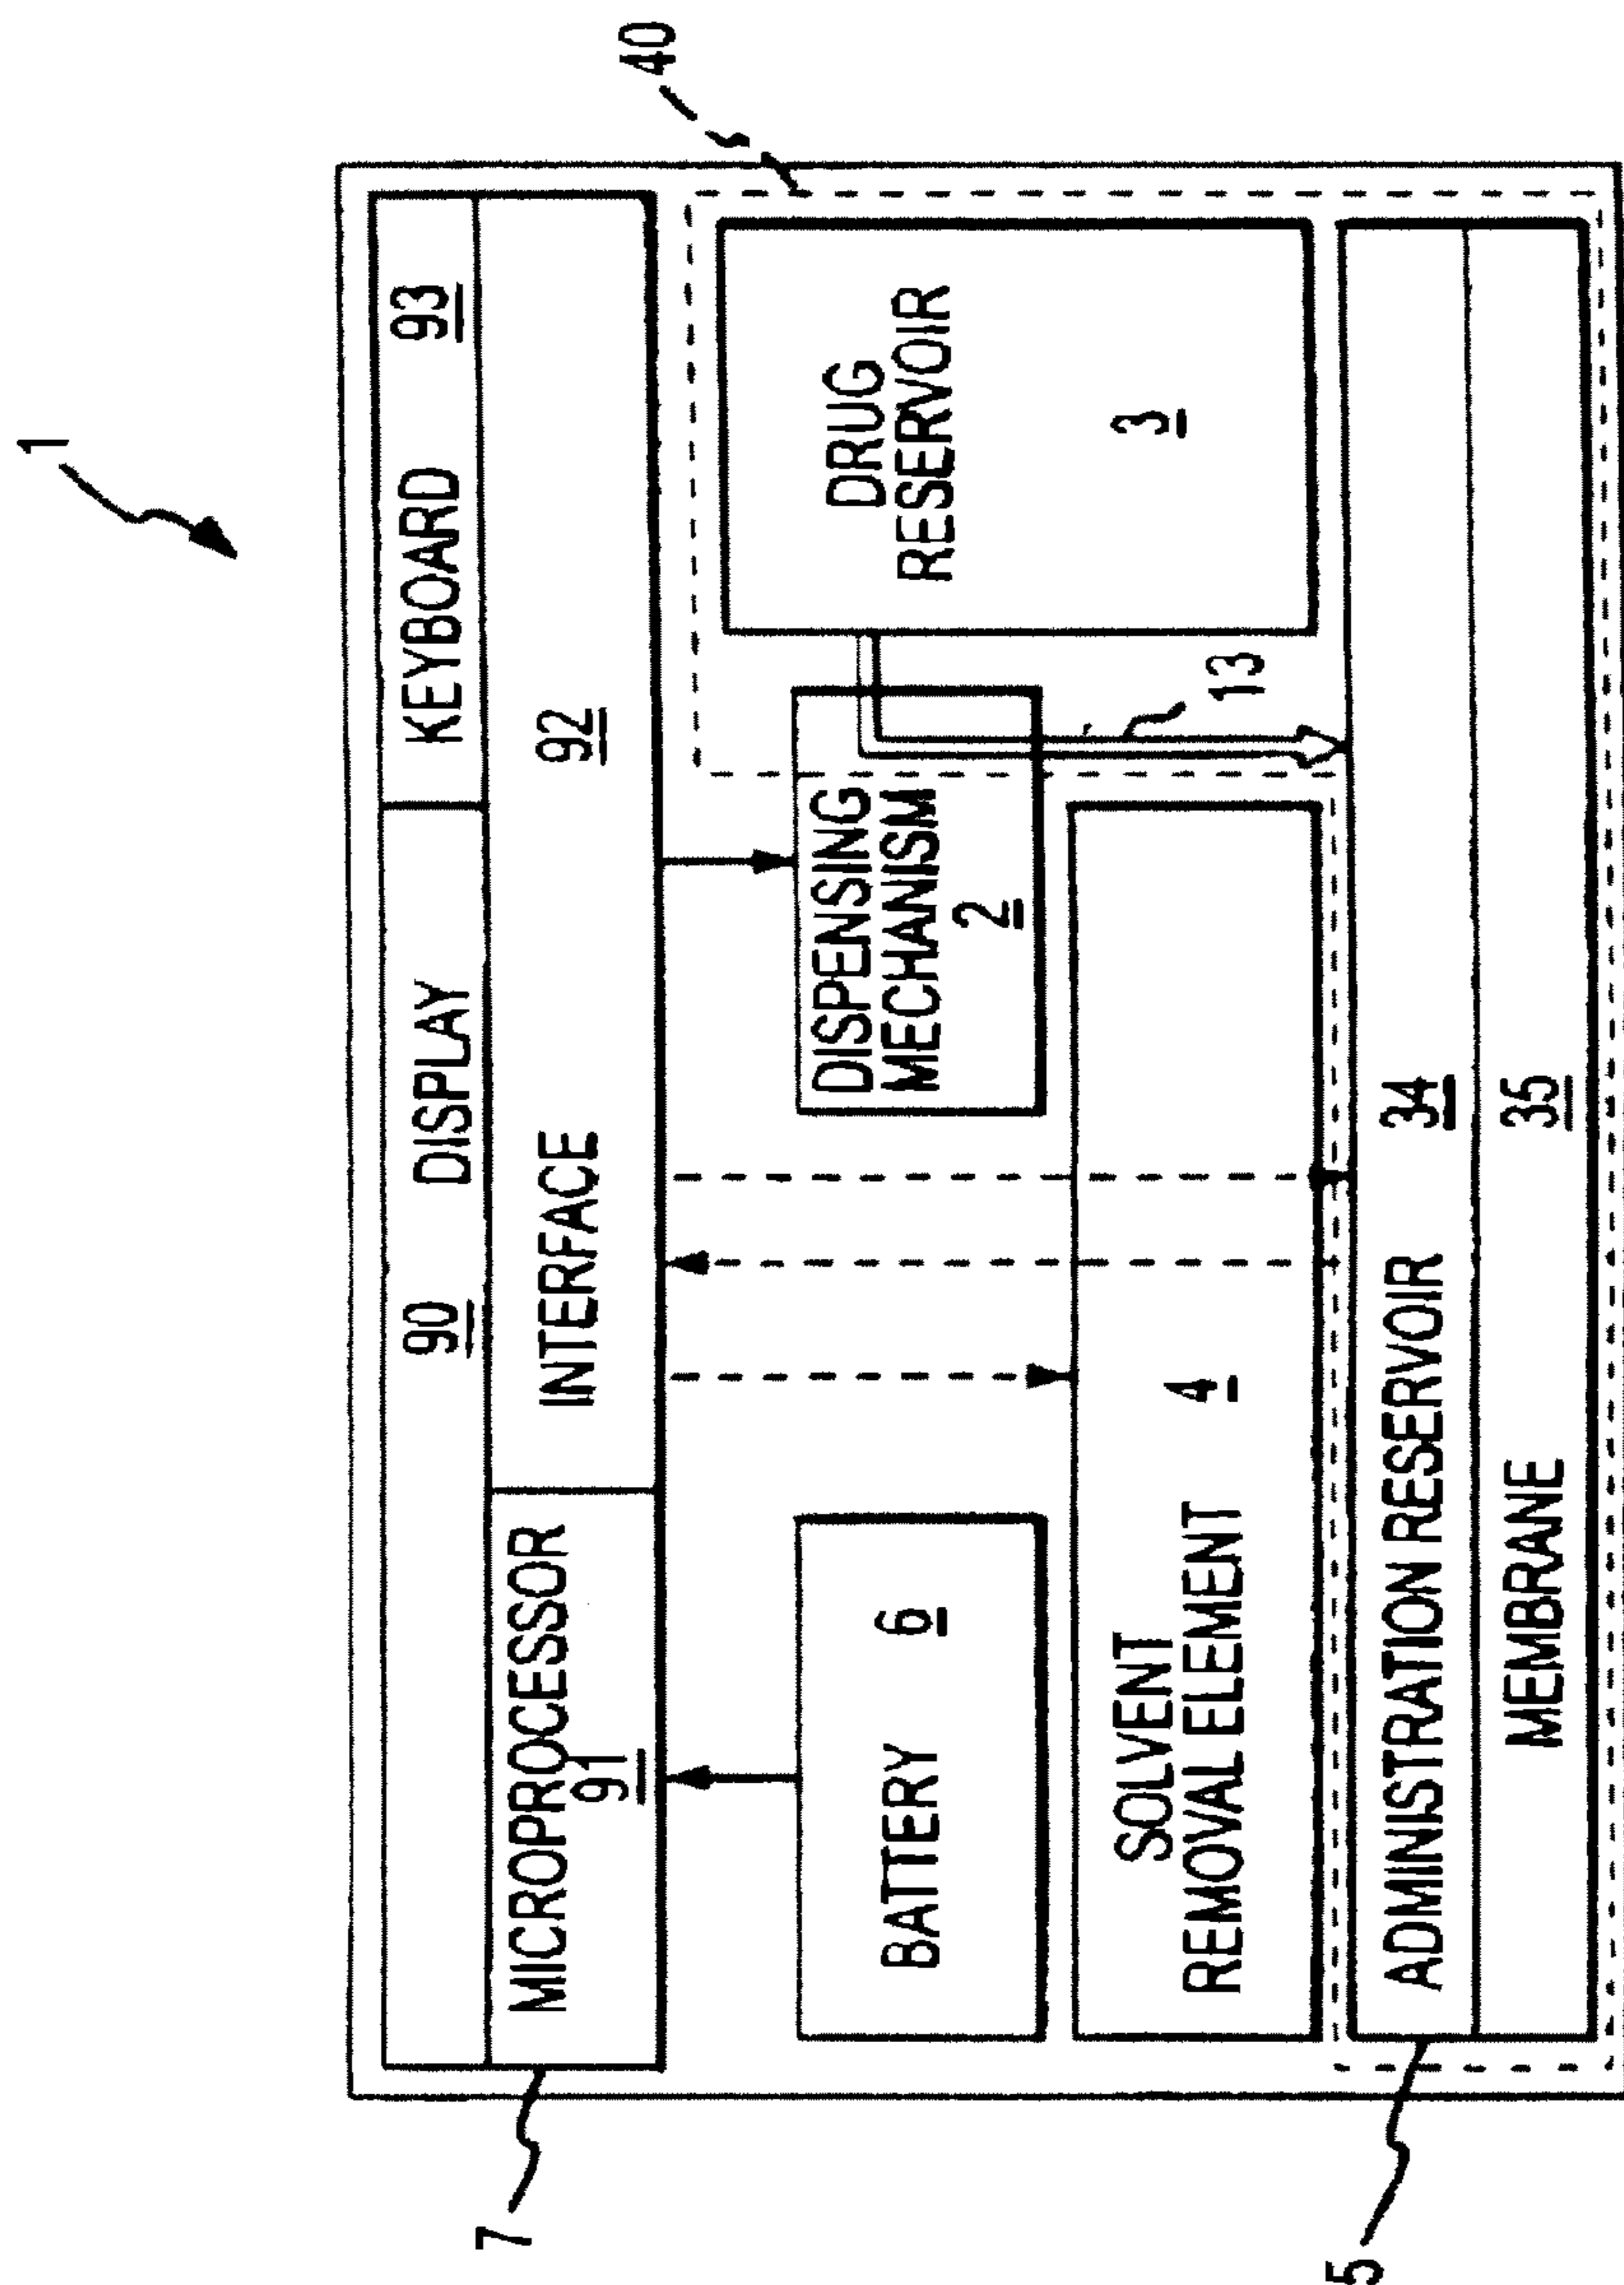 1
40
90
DISPLAY
KEYBOARD
93
MICROPROCESSOR
91
INTERFACE
92
7
BATTERY
6
DISPENSING
MECHANISM
2
DRUG
RESERVOIR
3
13
SOLVENT
REMOVAL ELEMENT
4
ADMINISTRATION RESERVOIR
34
MEMBRANE
35
5